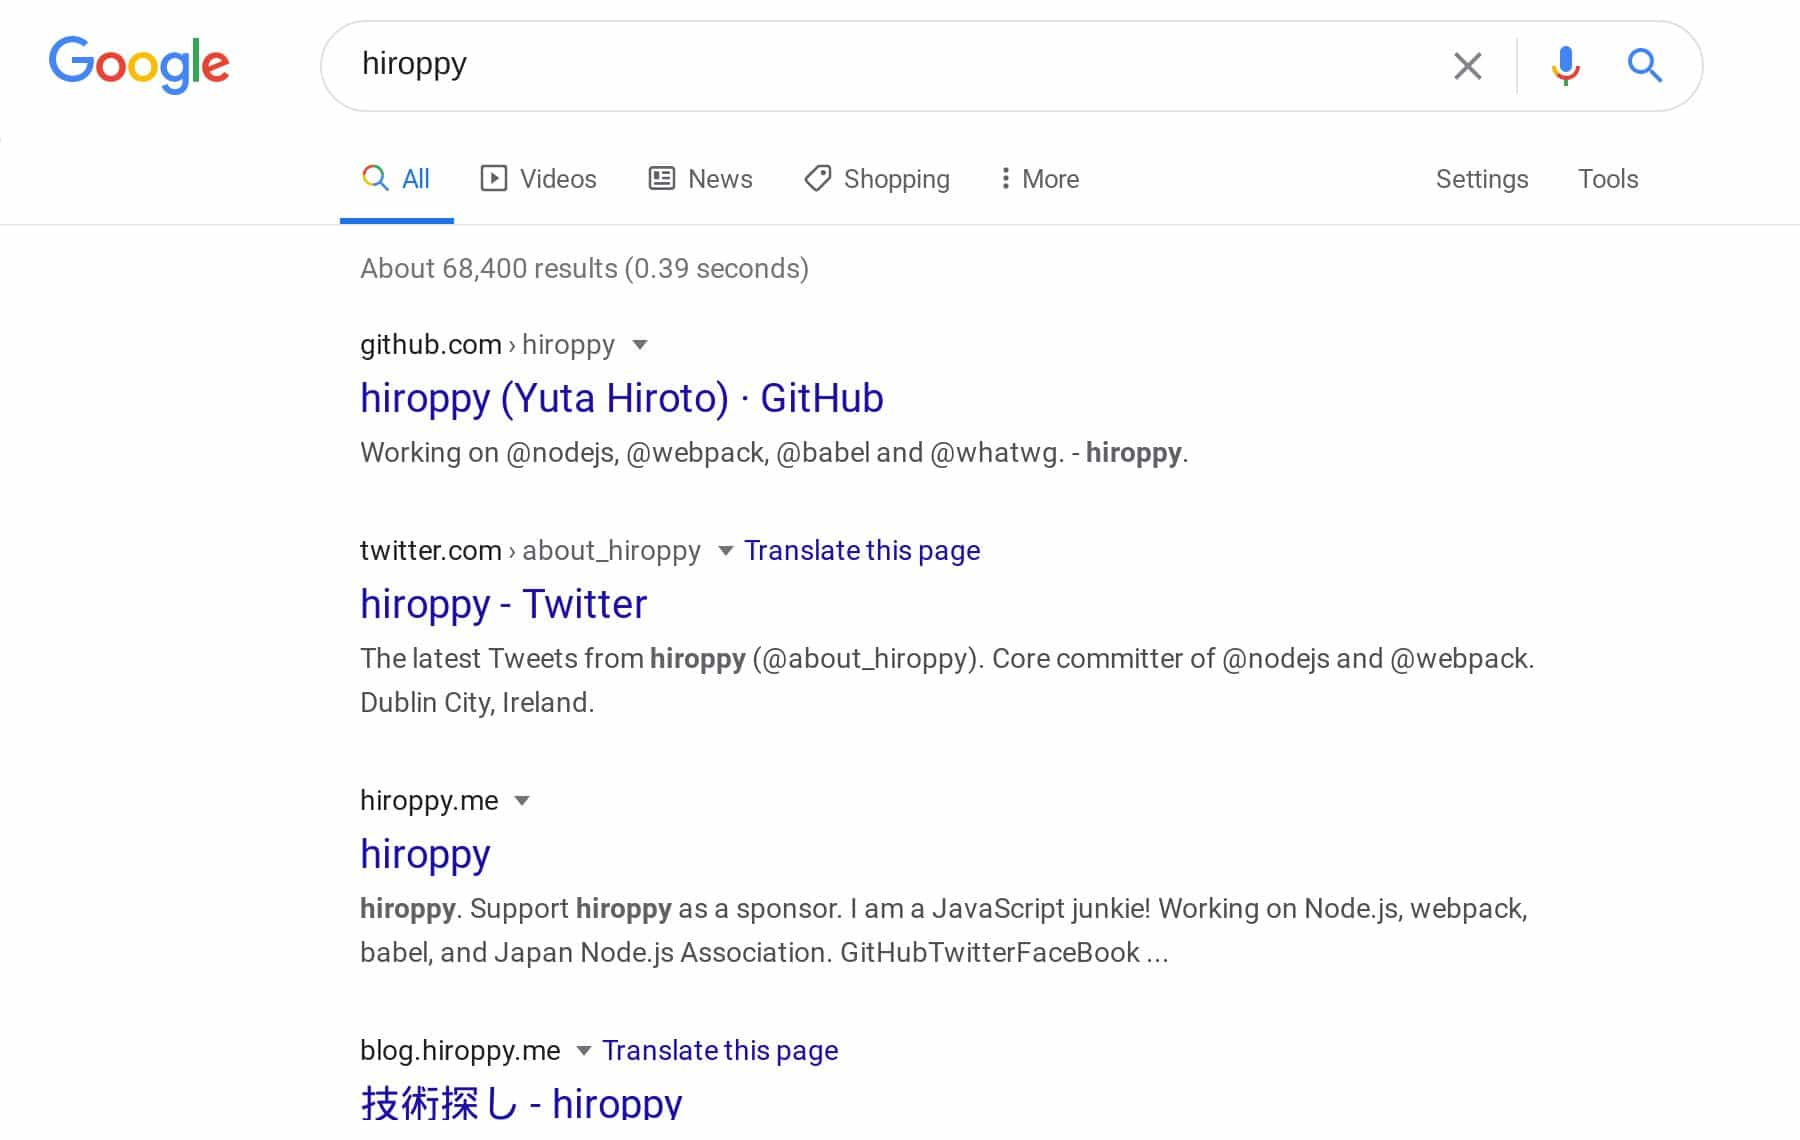 Google
hiroppy
All Videos News Shopping More Settings Tools
About 68,400 results (0.39 seconds)
github.com › hiroppy
hiroppy (Yuta Hiroto) · GitHub
Working on @nodejs, @webpack, @babel and @whatwg. - hiroppy.
twitter.com › about_hiroppy Translate this page
hiroppy - Twitter
The latest Tweets from hiroppy (@about_hiroppy). Core committer of @nodejs and @webpack.
Dublin City, Ireland.
hiroppy.me
hiroppy
hiroppy. Support hiroppy as a sponsor. I am a JavaScript junkie! Working on Node.js, webpack,
babel, and Japan Node.js Association. GitHubTwitterFaceBook ...
blog.hiroppy.me Translate this page
技術探し - hiroppy